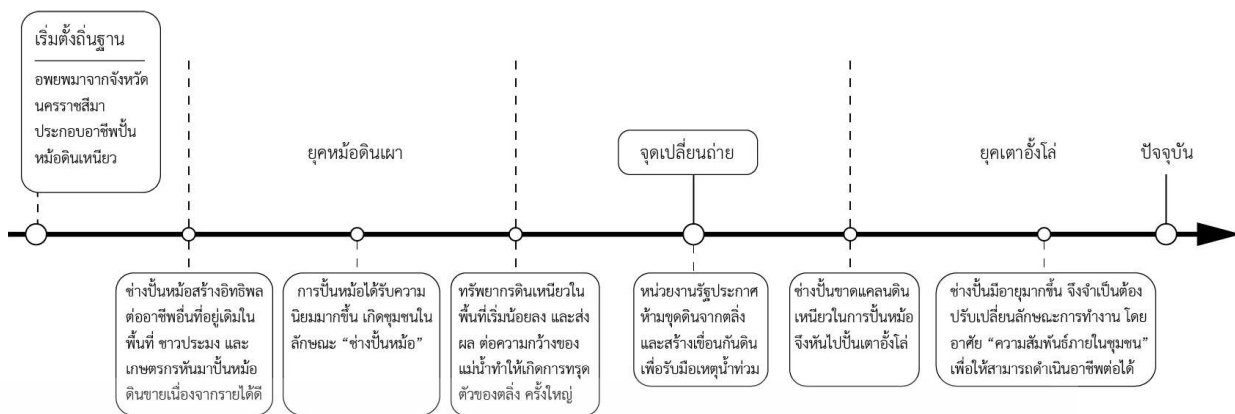 เริ่มตั้งถิ่นฐาน
อพยพมาจากจังหวัด
นครราชสีมา
ประกอบอาชีพปั้น
หม้อดินเหนียว
ยุคหม้อดินเผา
จุดเปลี่ยนถ่าย
ยุคเตาอั้งโล่
ปัจจุบัน
ช่างปั้นหม้อสร้างอิทธิพล
ต่ออาชีพอื่นที่อยู่เดิมใน
พื้นที่ ชาวประมง และ
เกษตรกรหันมาปั้นหม้อ
ดินขายเนื่องจากรายได้ดี
การปั้นหม้อได้รับความ
นิยมมากขึ้น เกิดชุมชนใน
ลักษณะ “ช่างปั้นหม้อ”
ทรัพยากรดินเหนียวใน
พื้นที่เริ่มน้อยลง และส่ง
ผล ต่อความกว้างของ
แม่น้ำทำให้เกิดการทรุด
ตัวของตลิ่ง ครั้งใหญ่
หน่วยงานรัฐประกาศ
ห้ามขุดดินจากตลิ่ง
และสร้างเขื่อนกันดิน
เพื่อรับมือเหตุน้ำท่วม
ช่างปั้นขาดแคลนดิน
เหนียวในการปั้นหม้อ
จึงหันไปปั้นเตาอั้งโล่
ช่างปั้นมีอายุมากขึ้น จึงจำเป็นต้อง
ปรับเปลี่ยนลักษณะการทำงาน โดย
อาศัย “ความสัมพันธ์ภายในชุมชน”
เพื่อให้สามารถดำเนินอาชีพต่อได้